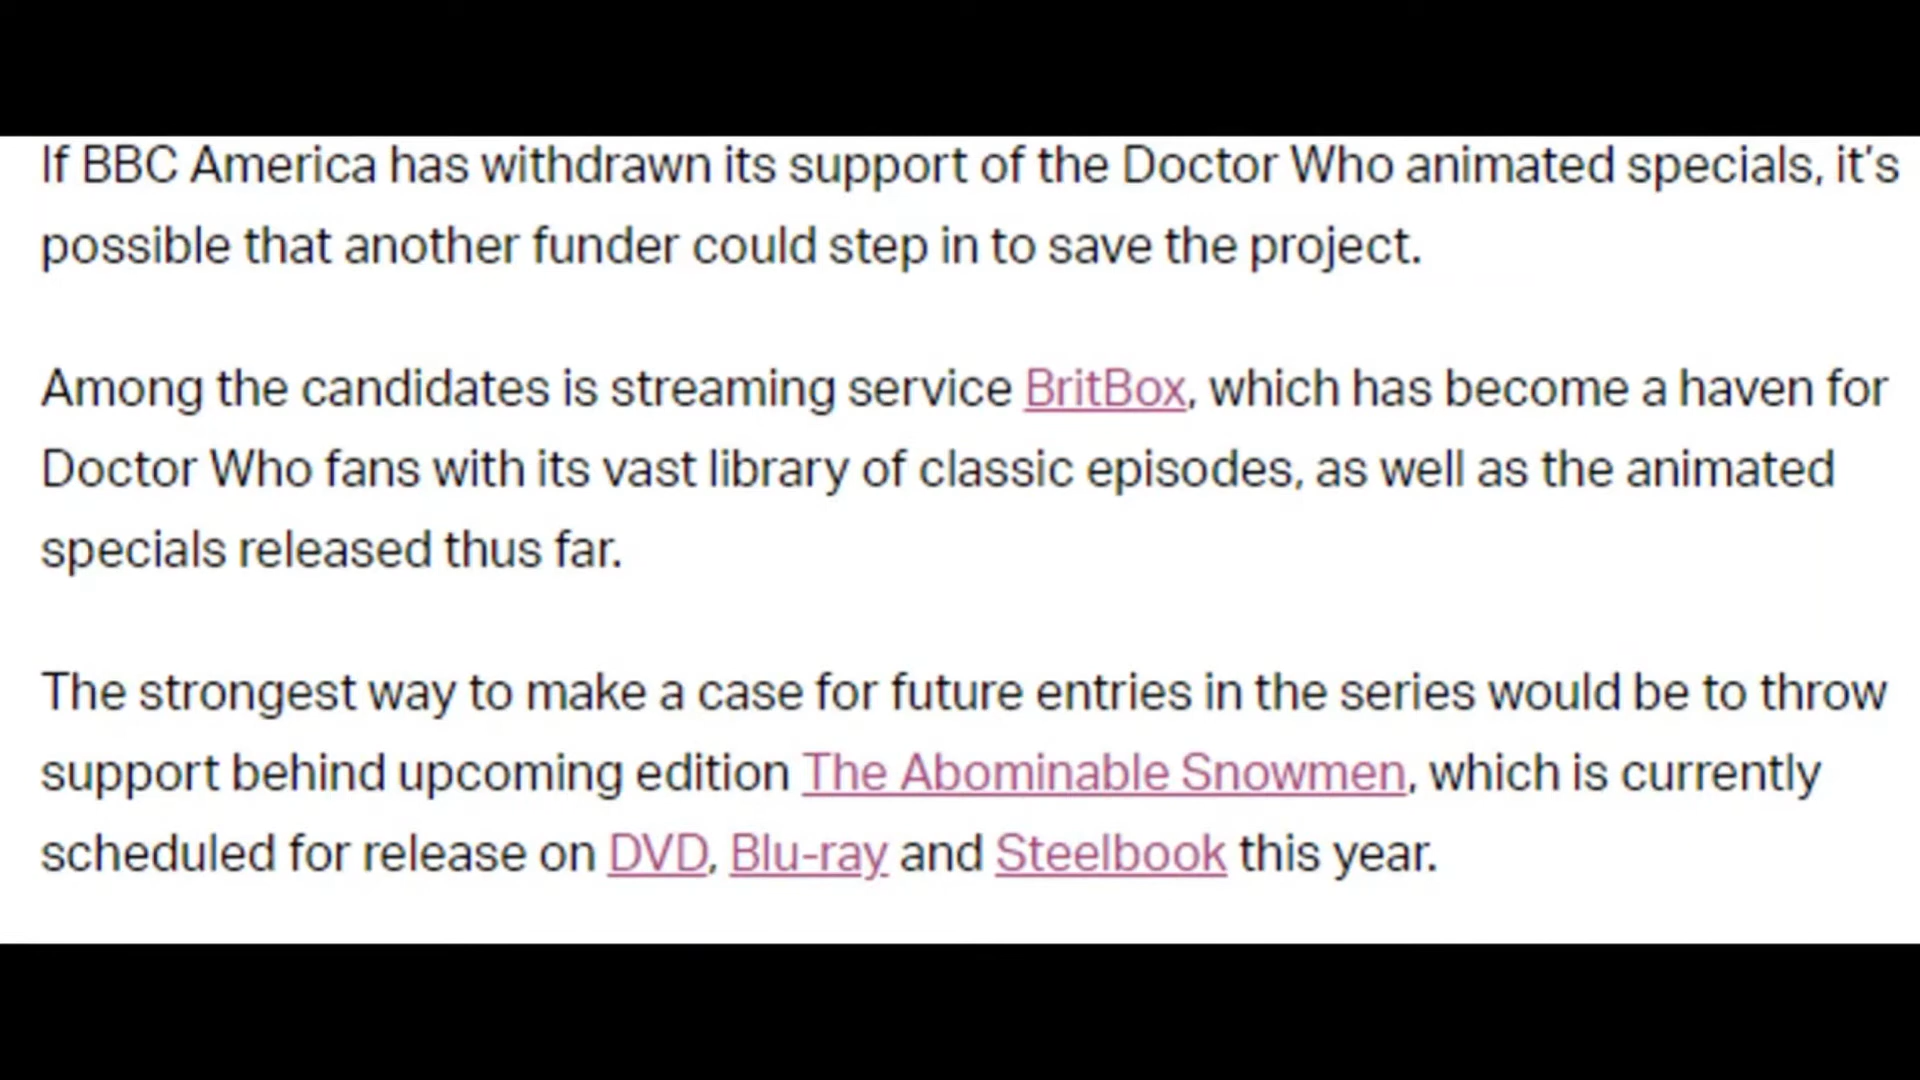 If BBC America has withdrawn its support of the Doctor Who animated specials, it's
possible that another funder could step in to save the project.
Among the candidates is streaming service BritBox, which has become a haven for
Doctor Who fans with its vast library of classic episodes, as well as the animated
specials released thus far.
The strongest way to make a case for future entries in the series would be to throw
support behind upcoming edition The Abominable Snowmen, which is currently
scheduled for release on DVD, Blu-ray and Steelbook this year.